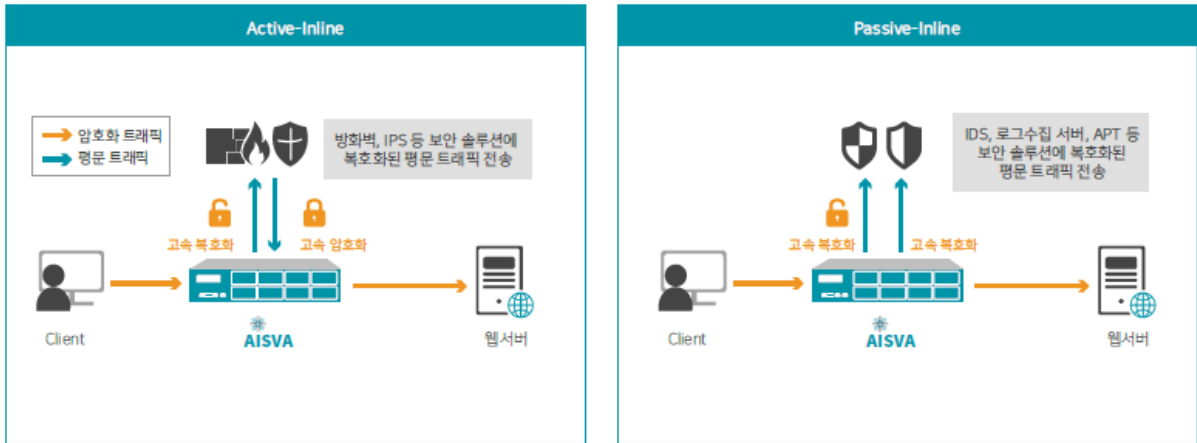 Active-Inline
암호화 트래픽
평문 트래픽
방화벽, IPS 등 보안 솔루션에
복호화된 평문 트래픽 전송
고속 복호화
고속 암호화
Client
AISVA
웹서버
Passive-Inline
IDS, 로그수집 서버, APT 등
보안 솔루션에 복호화된
평문 트래픽 전송
고속 복호화
고속 복호화
Client
AISVA
웹서버